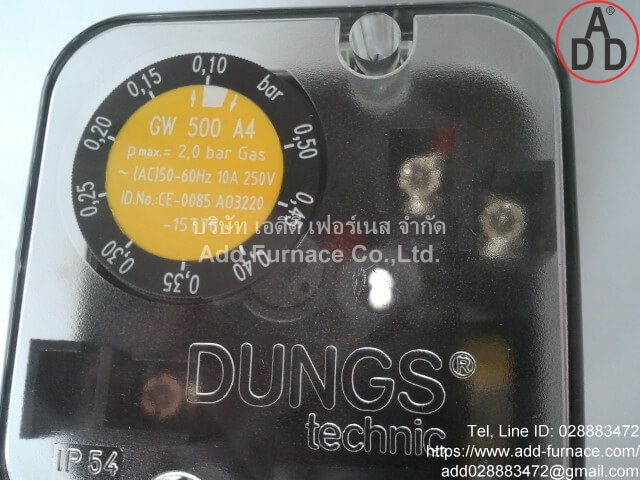 ADD
0,10
bar
0,15
0,20
0,25
0,30
0,35
0,40
0,45
0,50
GW 500 A4
pmax = 2,0 bar Gas
~ (AC)50-60Hz 10A 250V
ID.No.:CE-0085 AO3220
บริษัท เอดีดี เฟอร์เนส จำกัด
Add-Furnace Co.,Ltd.
DUNGS®
technic
IP 54
Tel, Line ID: 028883472
https://www.add-furnace.com/
add028883472@gmail.com